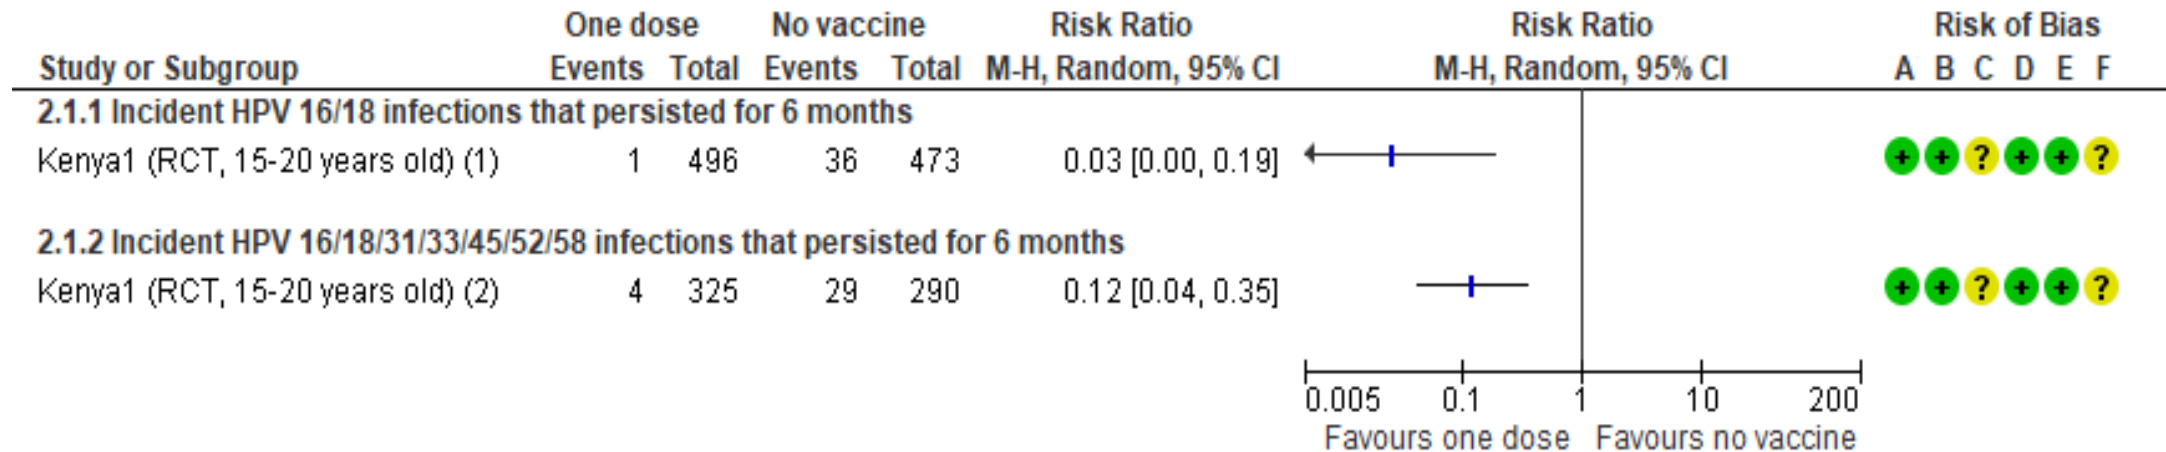 One dose No vaccine Risk Ratio Risk Ratio Risk of Bias
Study or Subgroup Events Total Events Total M-H, Random, 95% CI M-H, Random, 95% CI A B C D E F
2.1.1 Incident HPV 16/18 infections that persisted for 6 months
Kenya1 (RCT, 15-20 years old) (1) 1 496 36 473 0.03 [0.00, 0.19] + + ? + + ?
2.1.2 Incident HPV 16/18/31/33/45/52/58 infections that persisted for 6 months
Kenya1 (RCT, 15-20 years old) (2) 4 325 29 290 0.12 [0.04, 0.35] + + ? + + ?
0.005 0.1 1 10 200
Favours one dose Favours no vaccine